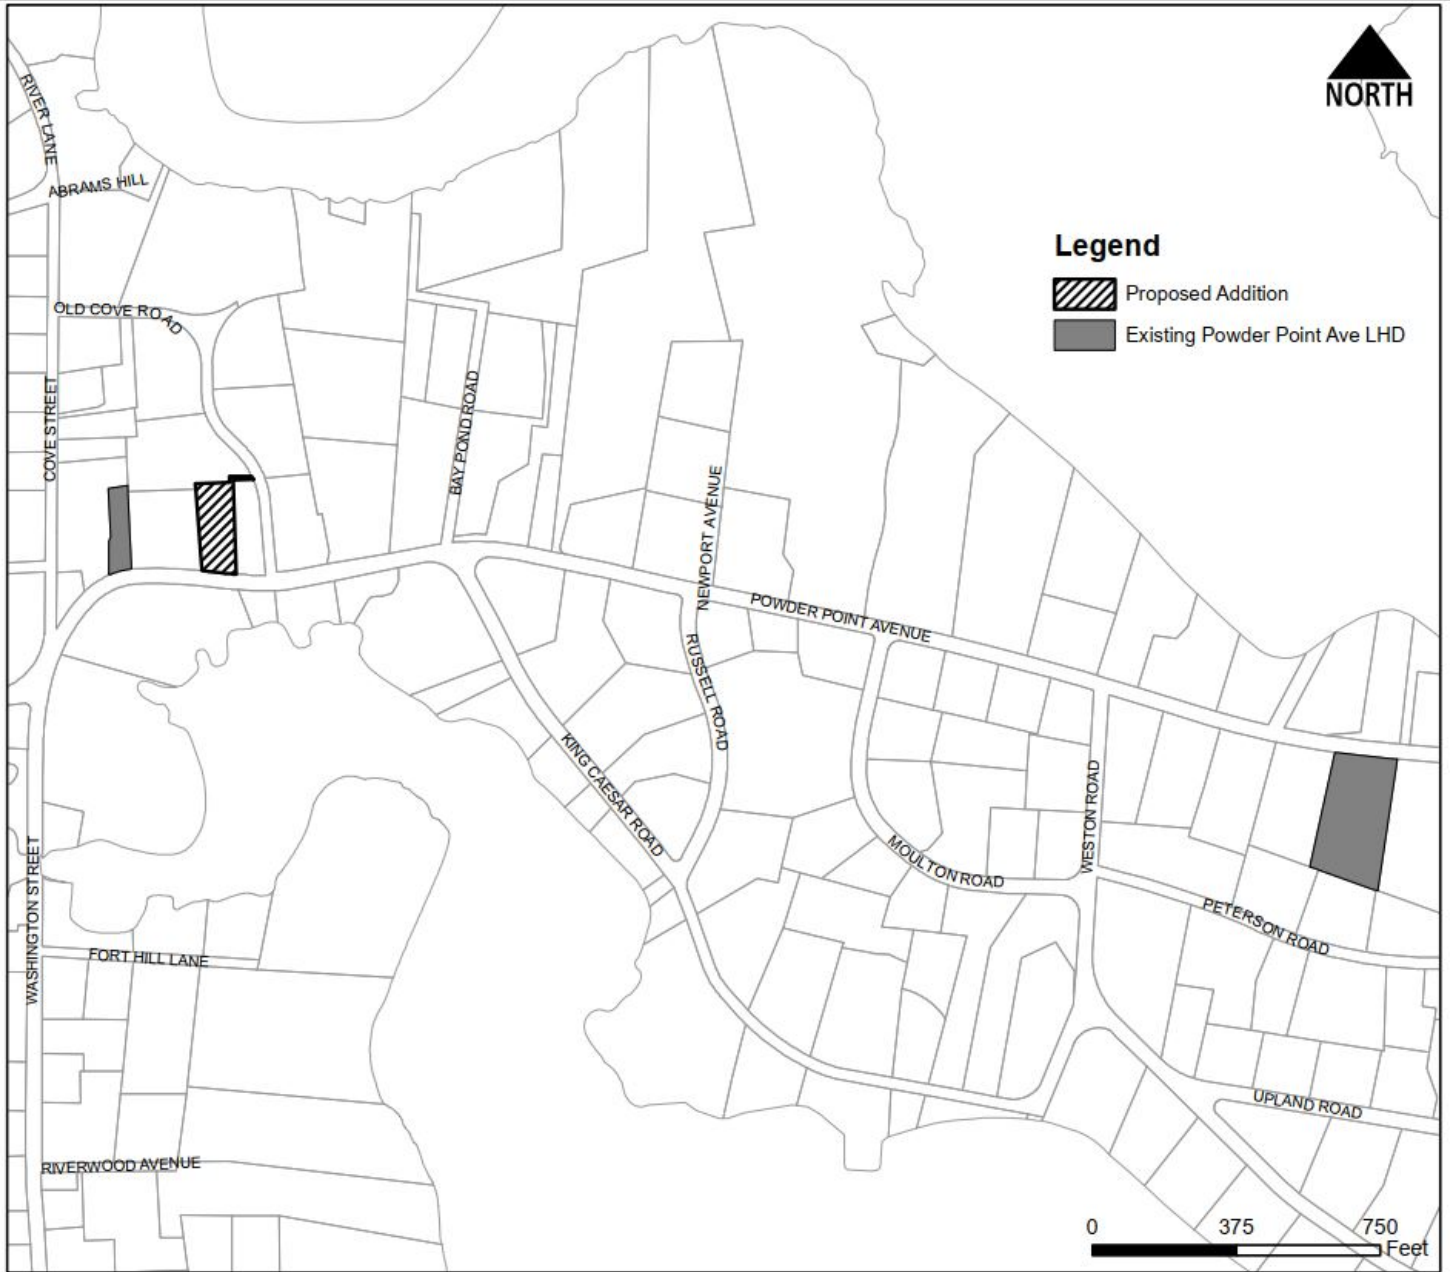 NORTH
RIVER LANE
ABRAMS HILL
Legend
Proposed Addition
Existing Powder Point Ave LHD
OLD COVE ROAD
COVE STREET
BAY POND ROAD
NEWPORT AVENUE
POWDER POINT AVENUE
RUSSELL ROAD
KING CAESAR ROAD
WESTON ROAD
MOULTON ROAD
WASHINGTON STREET
PETERSON ROAD
FORT HILL LANE
UPLAND ROAD
RIVERWOOD AVENUE
0 375 750
Feet